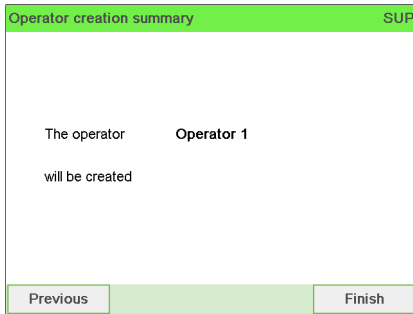 Operator creation summary SUP
The operator Operator 1
will be created
Previous Finish